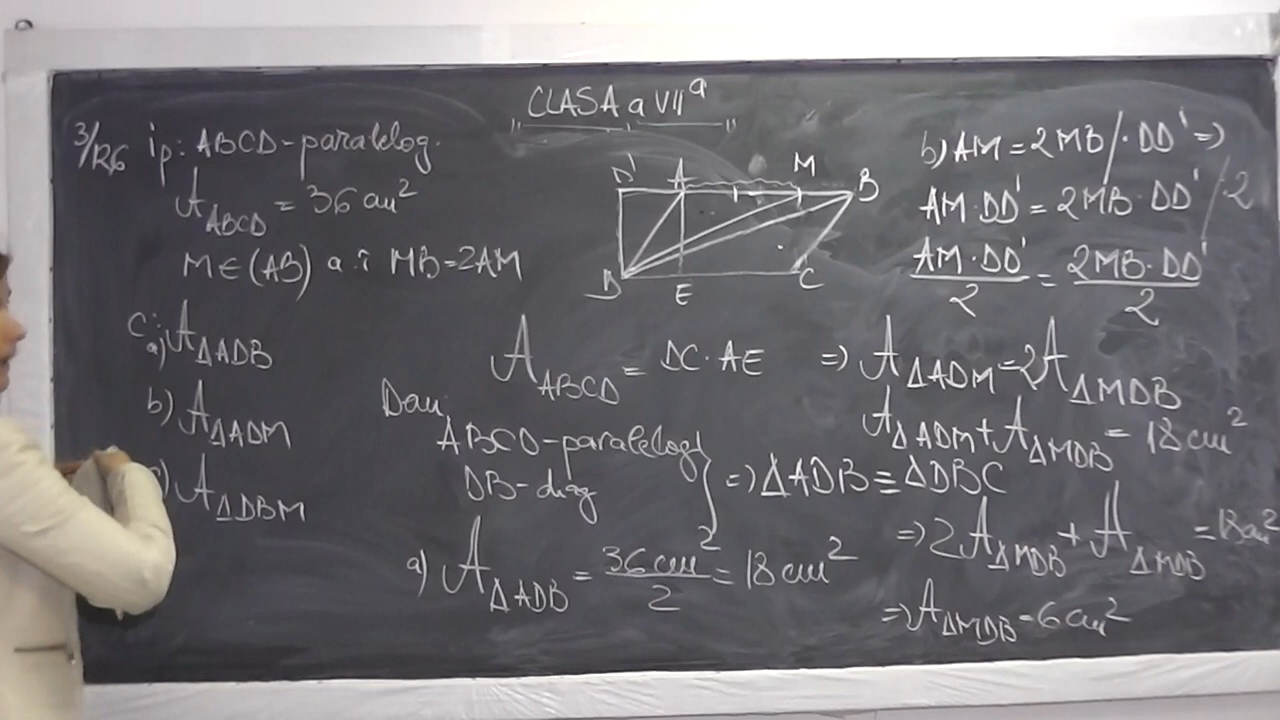 CLASA a VII a
3/R6 ip: ABCD-paralelog.
A ABCD = 36 cm²
M∈(AB) a.î MB=2AM
C: a) A ΔADB
b) A ΔADM
c) A ΔDBM
D' A M B
D E C
A ABCD = DC·AE
Dau:
ABCD-paralelog
DB-diag } => ΔADB ≡ ΔDBC
a) A ΔADB = 36 cm²/2 = 18 cm²
b) AM = 2MB /·DD' =>
AM·DD' = 2MB·DD' /2
AM·DD'/2 = 2MB·DD'/2
=> A ΔADM = 2A ΔMDB
A ΔADM + A ΔMDB = 18 cm²
=> 2A ΔMDB + A ΔMDB = 18 cm²
=> A ΔMDB = 6 cm²